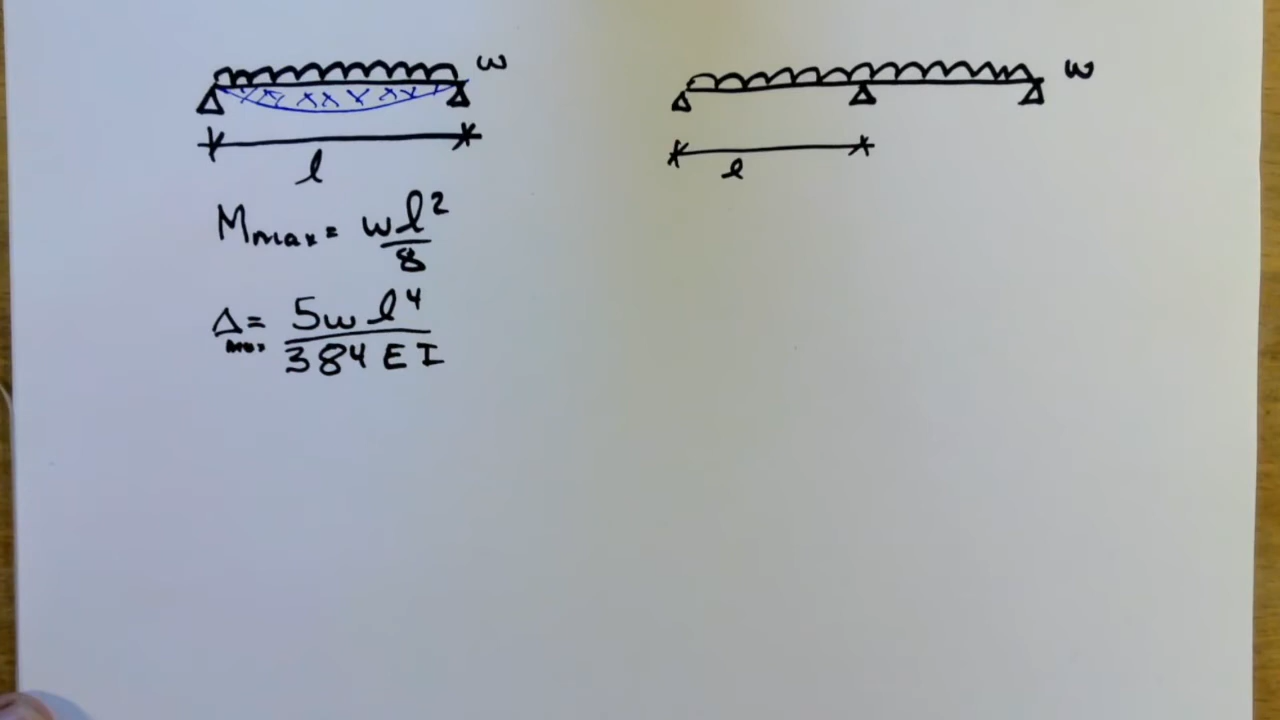 w
l
Mmax = wl²/8
Δmax = 5wl⁴/384EI
w
l